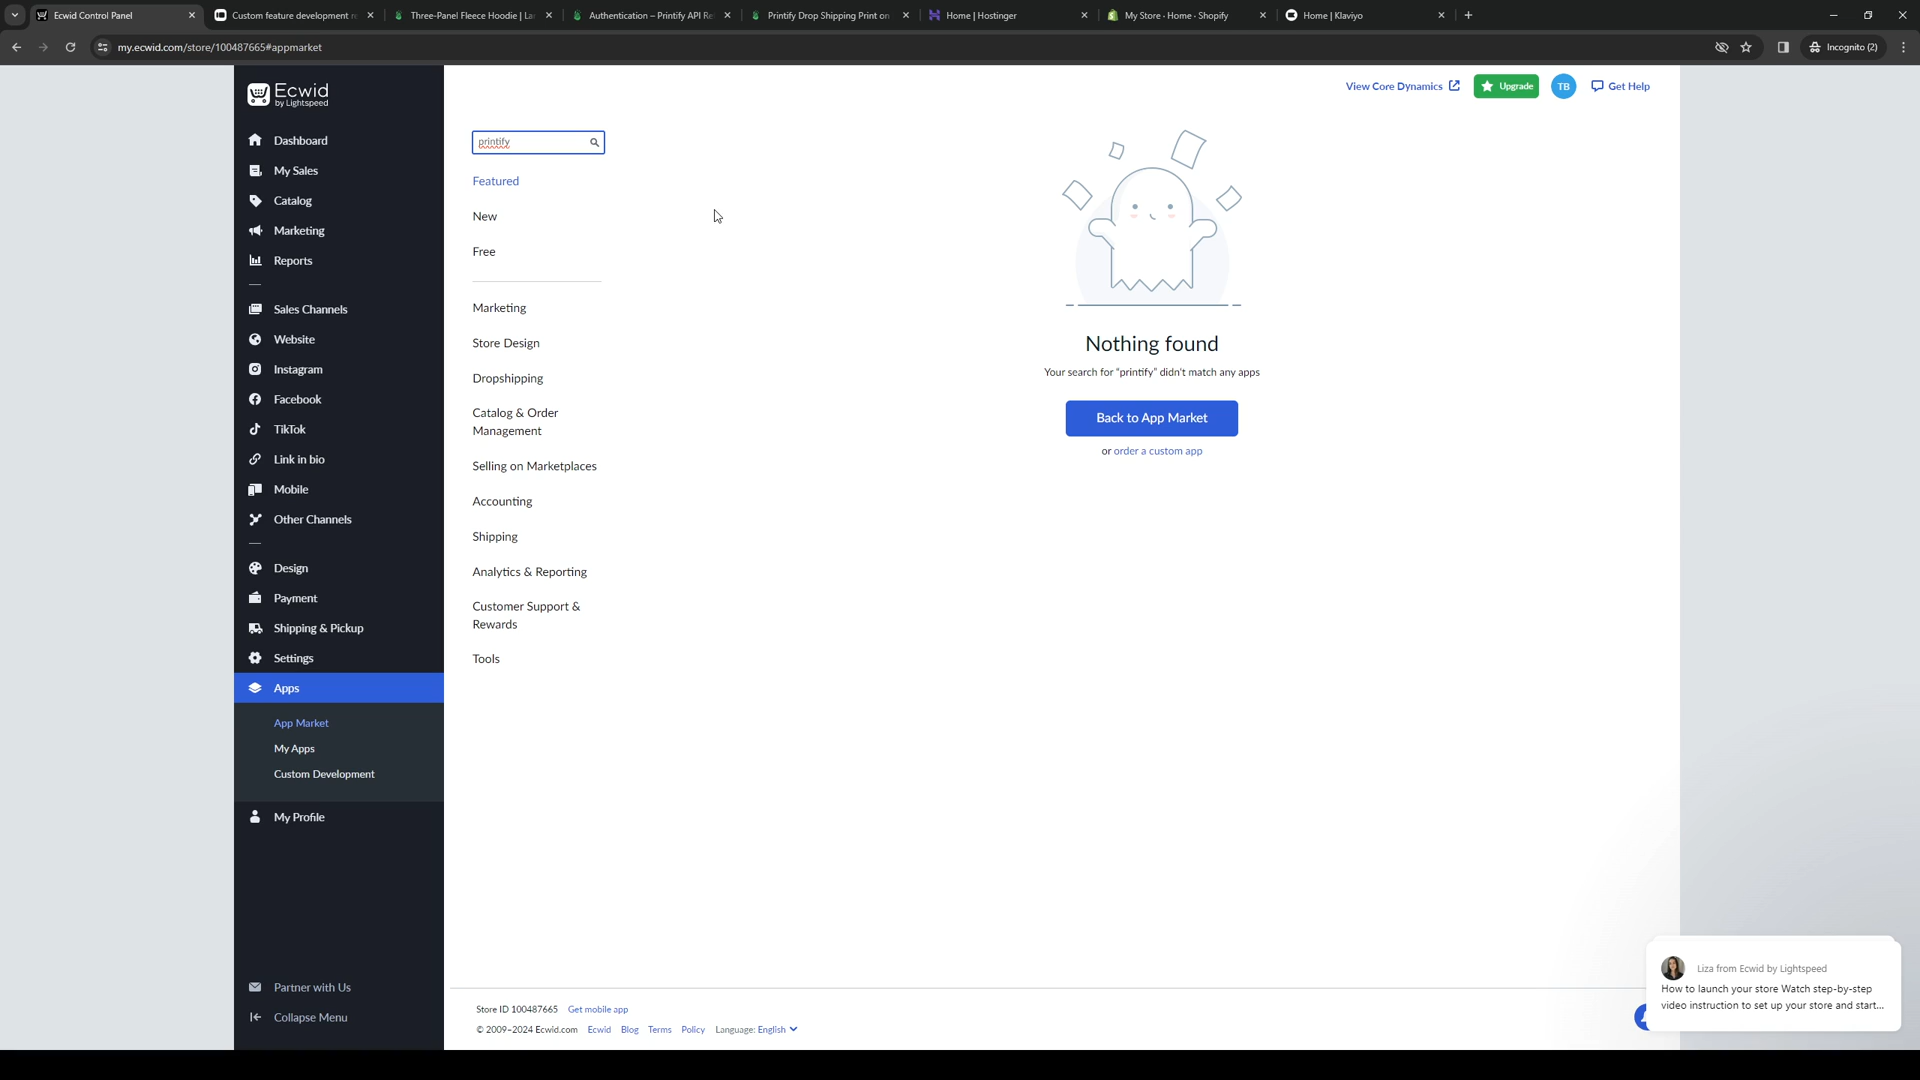 Ecwid Control Panel
Custom feature development r
Three-Panel Fleece Hoodie | La
Authentication – Printify API Re
Printify Drop Shipping Print on
Home | Hostinger
My Store · Home · Shopify
Home | Klaviyo
my.ecwid.com/store/100487665#appmarket
Incognito (2)
Ecwid
by Lightspeed
View Core Dynamics
Upgrade
TB
Get Help
Dashboard
My Sales
Catalog
Marketing
Reports
Sales Channels
Website
Instagram
Facebook
TikTok
Link in bio
Mobile
Other Channels
Design
Payment
Shipping & Pickup
Settings
Apps
App Market
My Apps
Custom Development
My Profile
Partner with Us
Collapse Menu
printify
Featured
New
Free
Marketing
Store Design
Dropshipping
Catalog & Order
Management
Selling on Marketplaces
Accounting
Shipping
Analytics & Reporting
Customer Support &
Rewards
Tools
Nothing found
Your search for "printify" didn't match any apps
Back to App Market
or order a custom app
Liza from Ecwid by Lightspeed
How to launch your store Watch step-by-step
video instruction to set up your store and start...
Store ID 100487665 Get mobile app
© 2009–2024 Ecwid.com Ecwid Blog Terms Policy Language: English